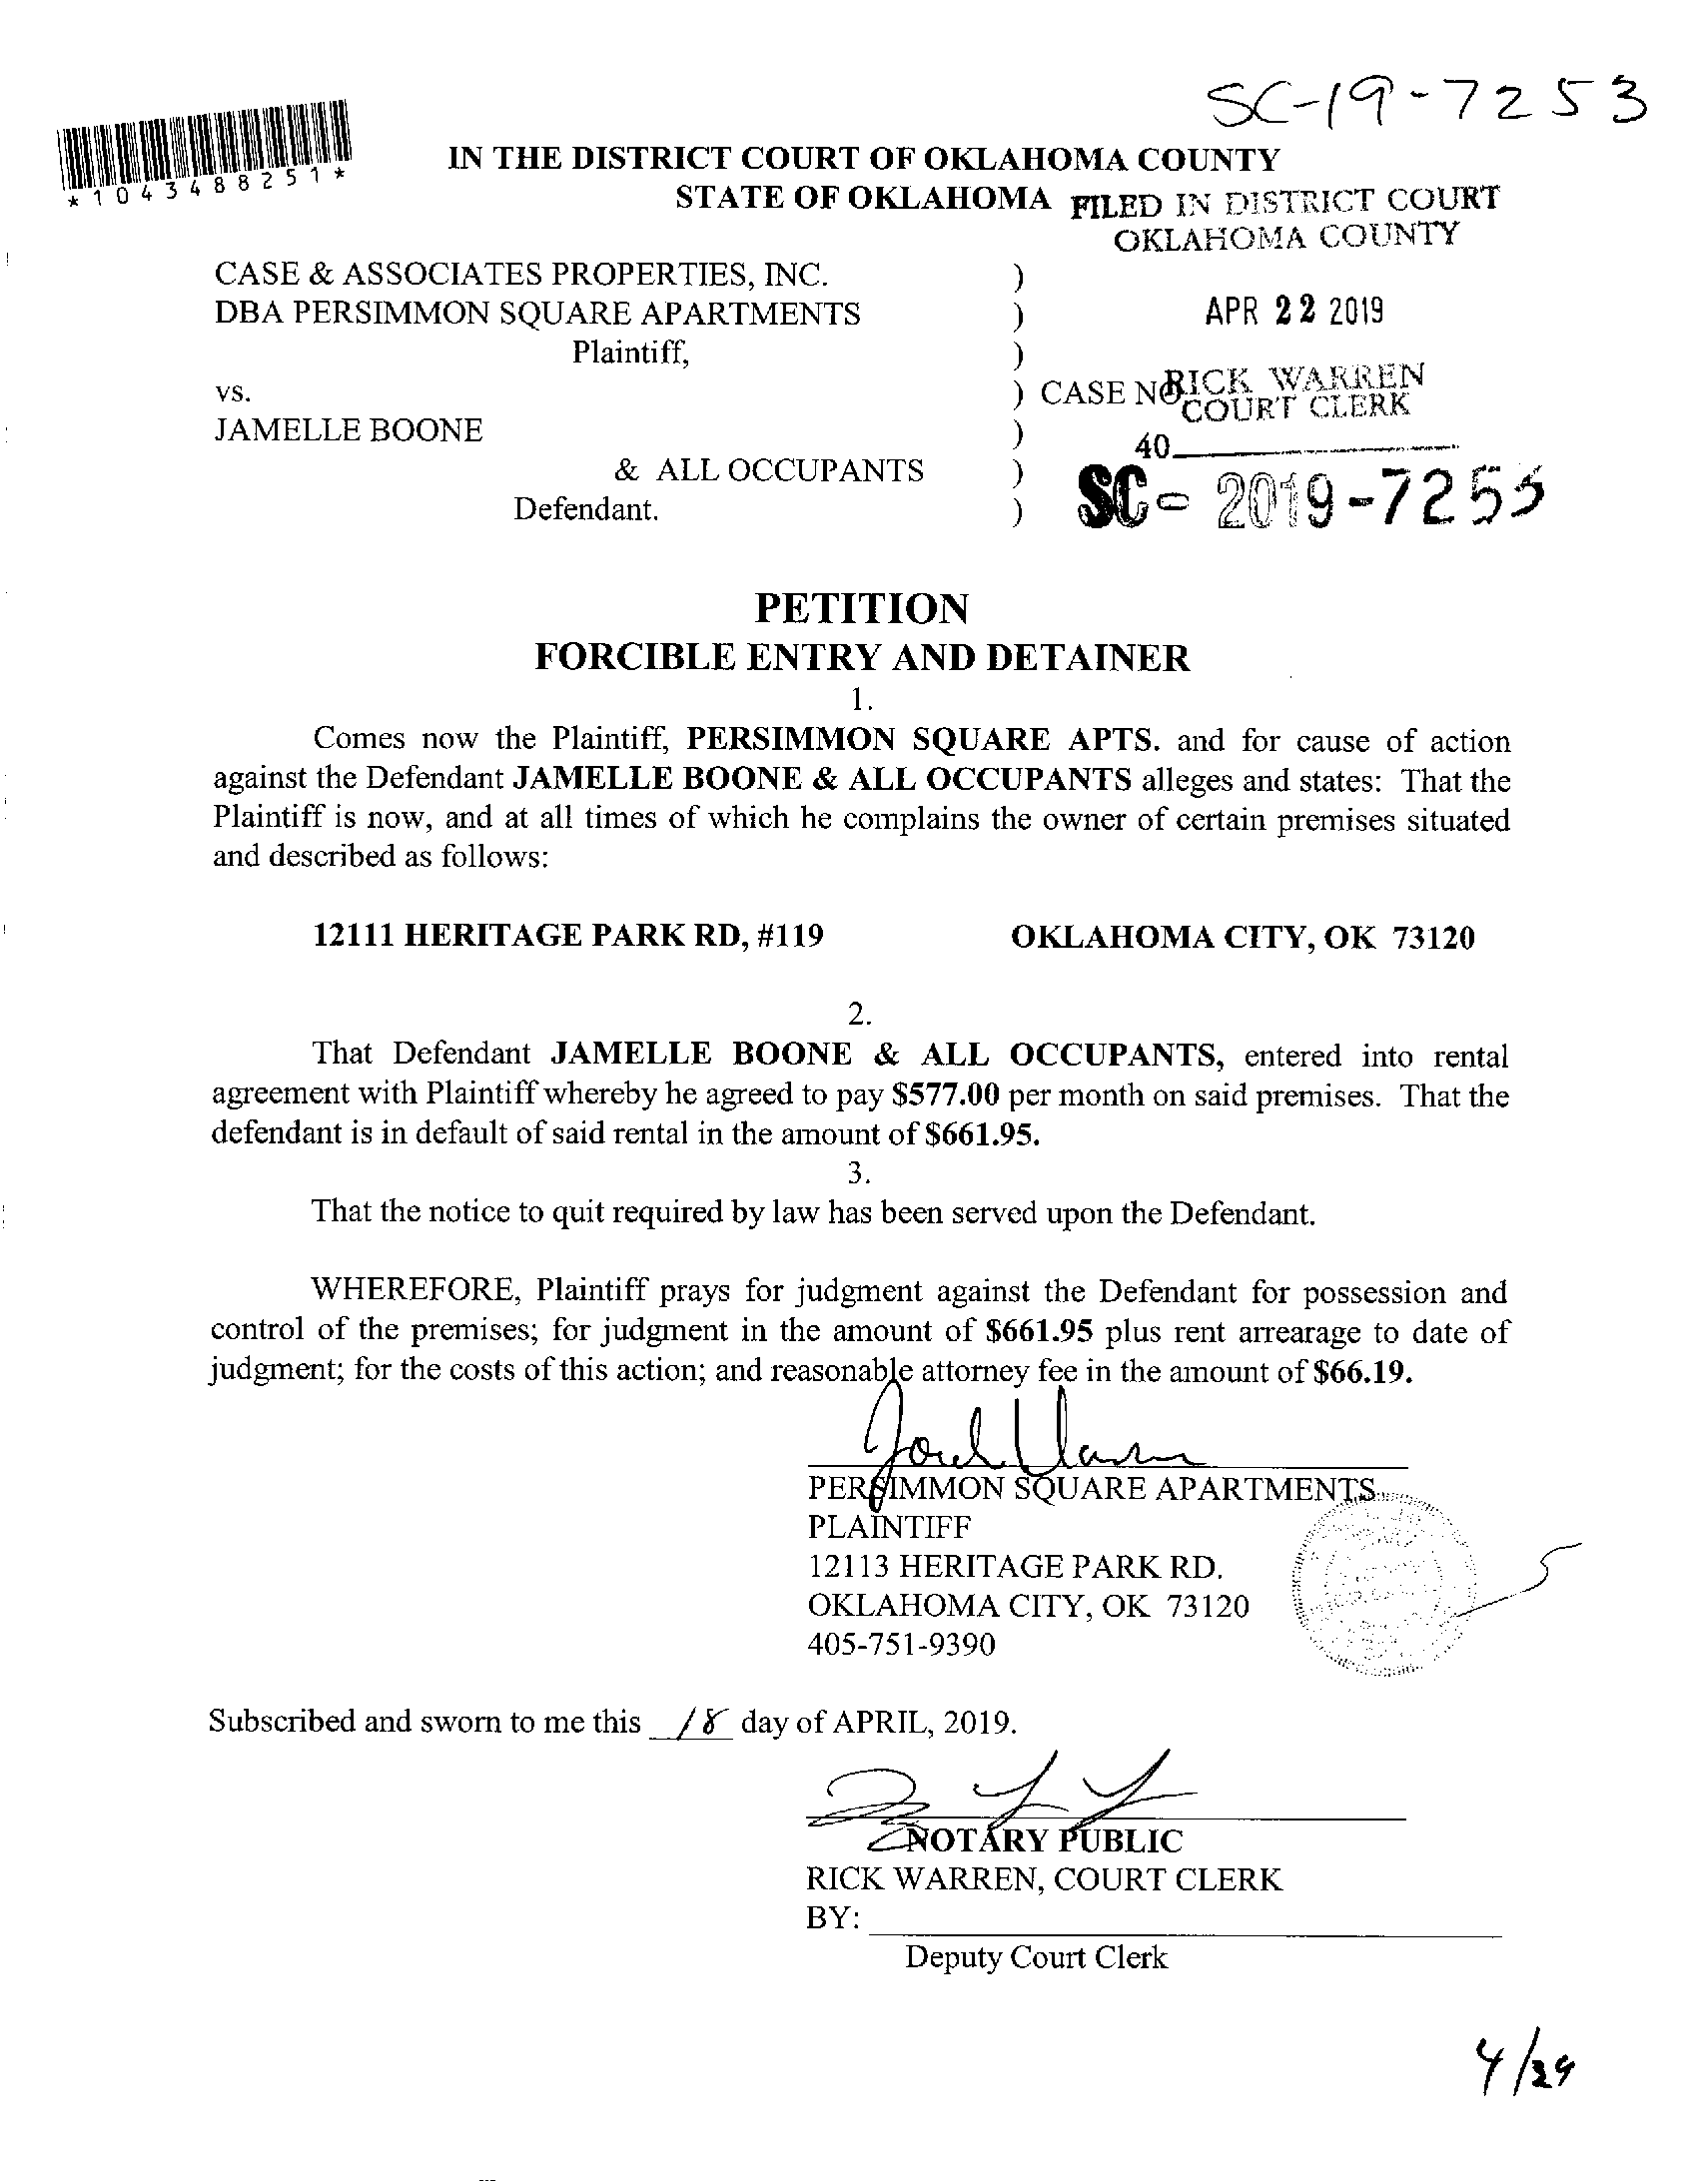 SC-19-7253
*1043488251*
IN THE DISTRICT COURT OF OKLAHOMA COUNTY
STATE OF OKLAHOMA
FILED IN DISTRICT COURT
OKLAHOMA COUNTY
CASE & ASSOCIATES PROPERTIES, INC. )
DBA PERSIMMON SQUARE APARTMENTS )
APR 22 2019
Plaintiff, )
vs. ) CASE NO
RICK WARREN
COURT CLERK
JAMELLE BOONE )
40
& ALL OCCUPANTS )
Defendant. )
SC- 2019-7253
PETITION
FORCIBLE ENTRY AND DETAINER
1.
Comes now the Plaintiff, PERSIMMON SQUARE APTS. and for cause of action
against the Defendant JAMELLE BOONE & ALL OCCUPANTS alleges and states: That the
Plaintiff is now, and at all times of which he complains the owner of certain premises situated
and described as follows:
12111 HERITAGE PARK RD, #119 OKLAHOMA CITY, OK 73120
2.
That Defendant JAMELLE BOONE & ALL OCCUPANTS, entered into rental
agreement with Plaintiff whereby he agreed to pay $577.00 per month on said premises. That the
defendant is in default of said rental in the amount of $661.95.
3.
That the notice to quit required by law has been served upon the Defendant.
WHEREFORE, Plaintiff prays for judgment against the Defendant for possession and
control of the premises; for judgment in the amount of $661.95 plus rent arrearage to date of
judgment; for the costs of this action; and reasonable attorney fee in the amount of $66.19.
PERSIMMON SQUARE APARTMENTS
PLAINTIFF
12113 HERITAGE PARK RD.
OKLAHOMA CITY, OK 73120
405-751-9390
Subscribed and sworn to me this 18 day of APRIL, 2019.
NOTARY PUBLIC
RICK WARREN, COURT CLERK
BY:
Deputy Court Clerk
4/29